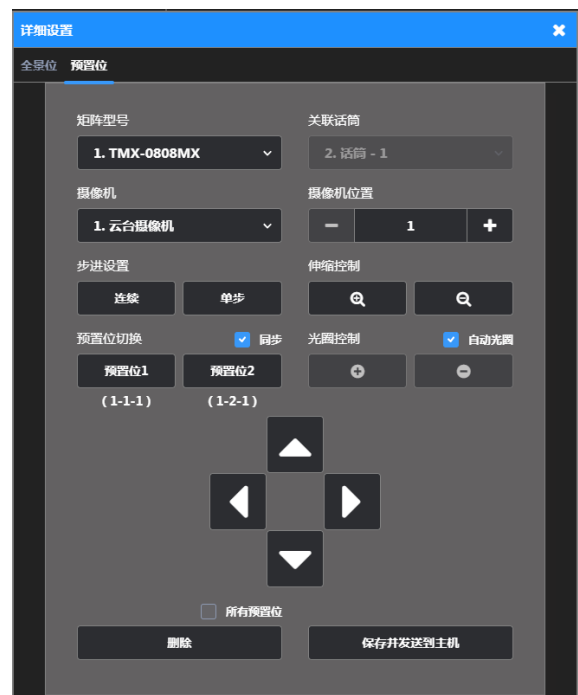 详细设置
全景位 预置位
矩阵型号 关联话筒
1. TMX-0808MX 2. 话筒 - 1
摄像机 摄像机位置
1. 云台摄像机 1
步进设置 伸缩控制
连续 单步
预置位切换 同步 光圈控制 自动光圈
预置位1 预置位2
(1-1-1) (1-2-1)
所有预置位
删除 保存并发送到主机